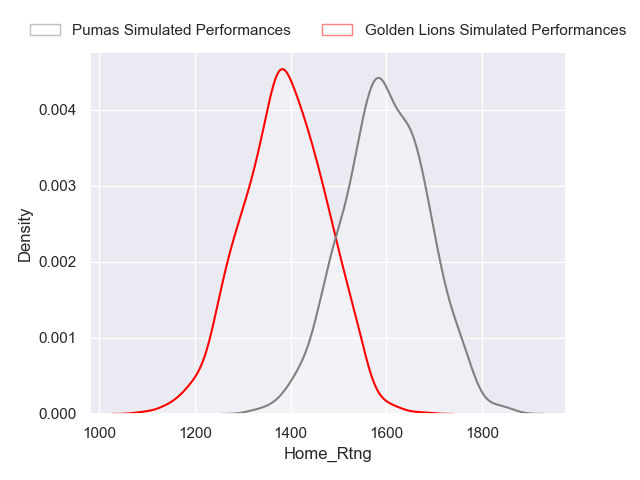 Pumas Simulated Performances
Golden Lions Simulated Performances
Density
0.004
0.003
0.002
0.001
0.000
1000
1200
1400
1600
1800
Home_Rtng